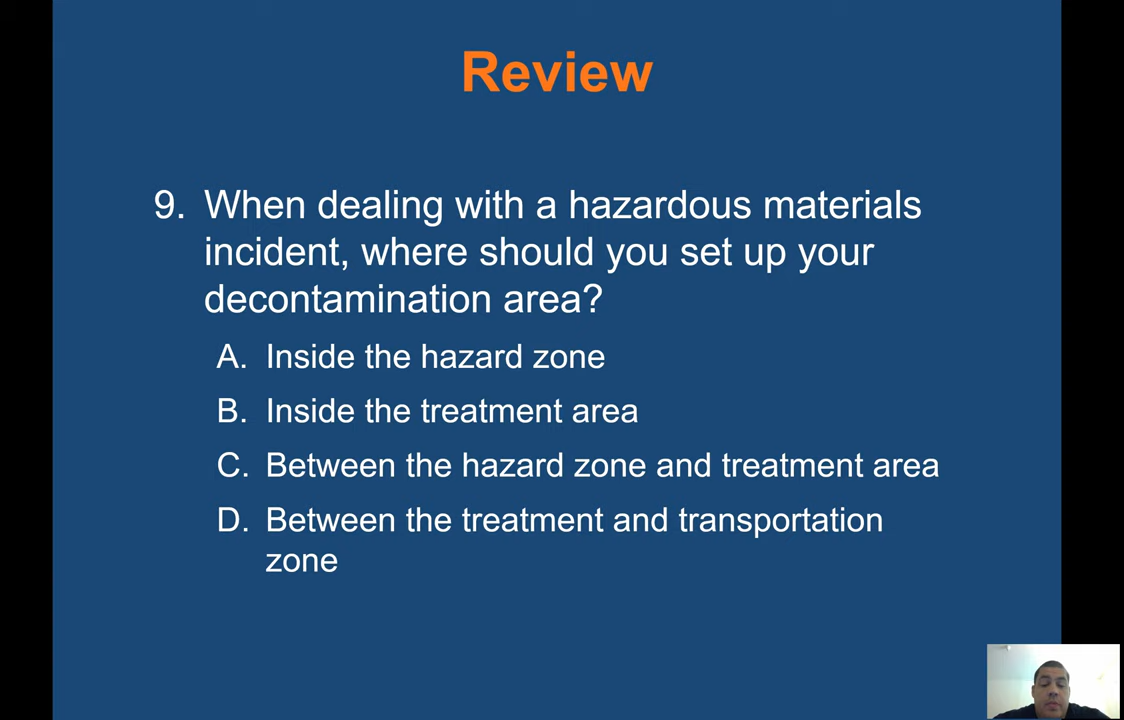 Review
9. When dealing with a hazardous materials
incident, where should you set up your
decontamination area?
A. Inside the hazard zone
B. Inside the treatment area
C. Between the hazard zone and treatment area
D. Between the treatment and transportation
zone